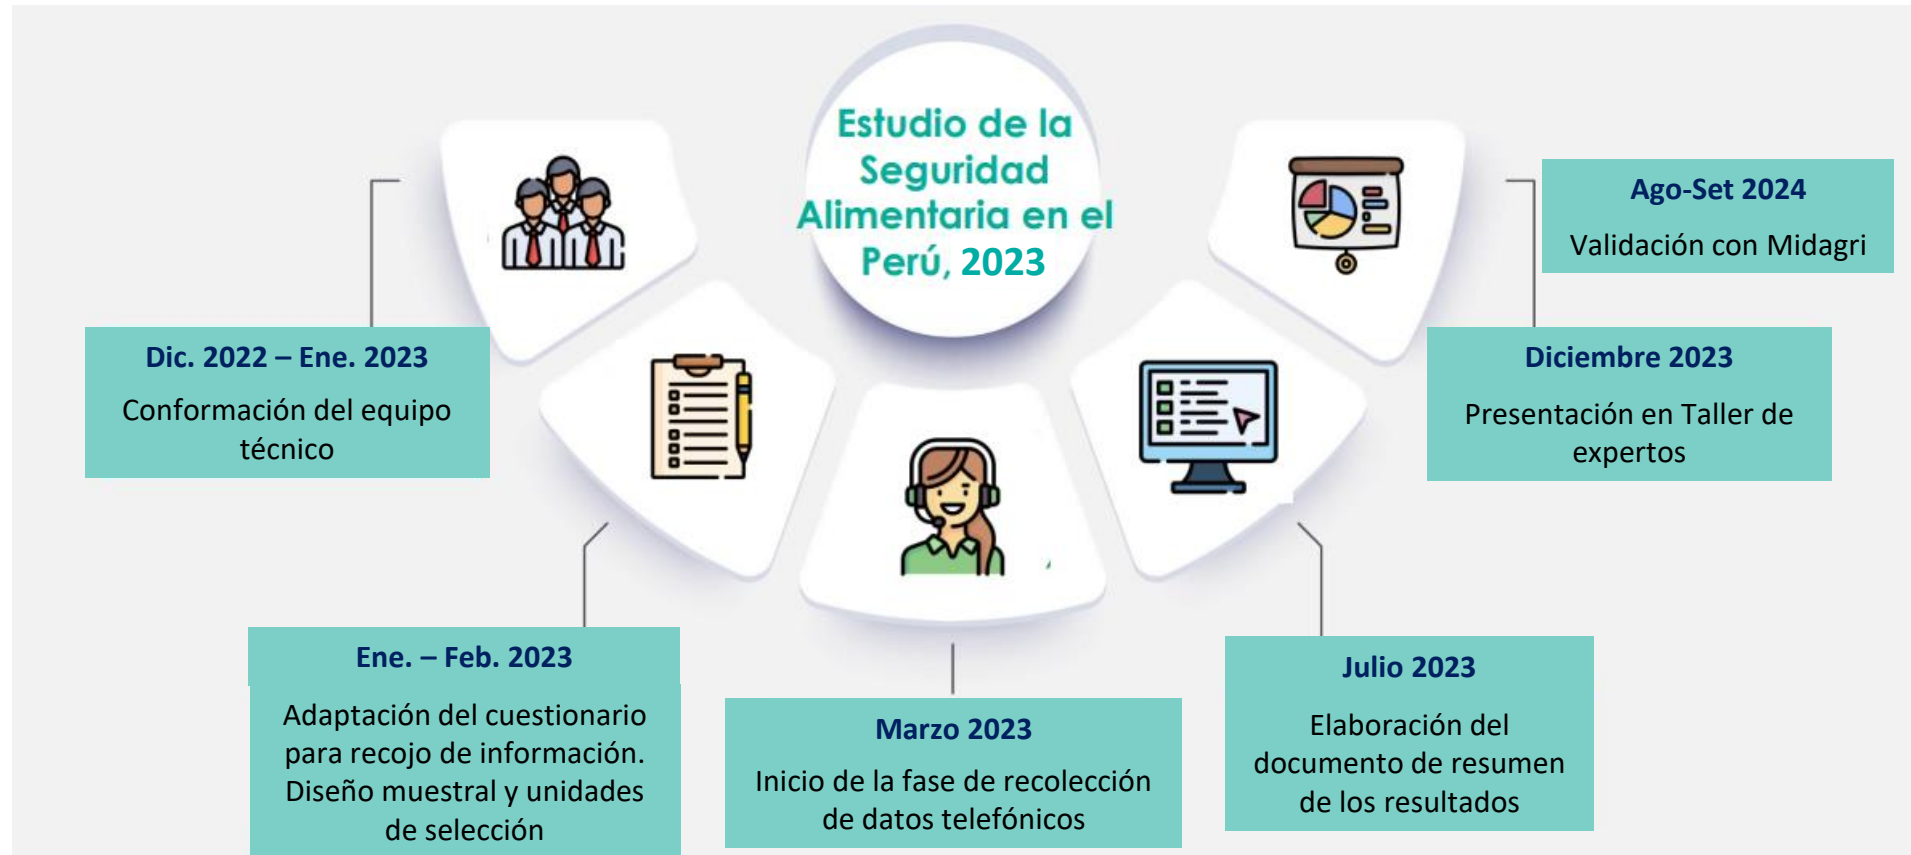 Estudio de la
Seguridad
Alimentaria en el
Perú, 2023
Dic. 2022 – Ene. 2023
Conformación del equipo
técnico
Ene. – Feb. 2023
Adaptación del cuestionario
para recojo de información.
Diseño muestral y unidades
de selección
Marzo 2023
Inicio de la fase de recolección
de datos telefónicos
Julio 2023
Elaboración del
documento de resumen
de los resultados
Diciembre 2023
Presentación en Taller de
expertos
Ago-Set 2024
Validación con Midagri